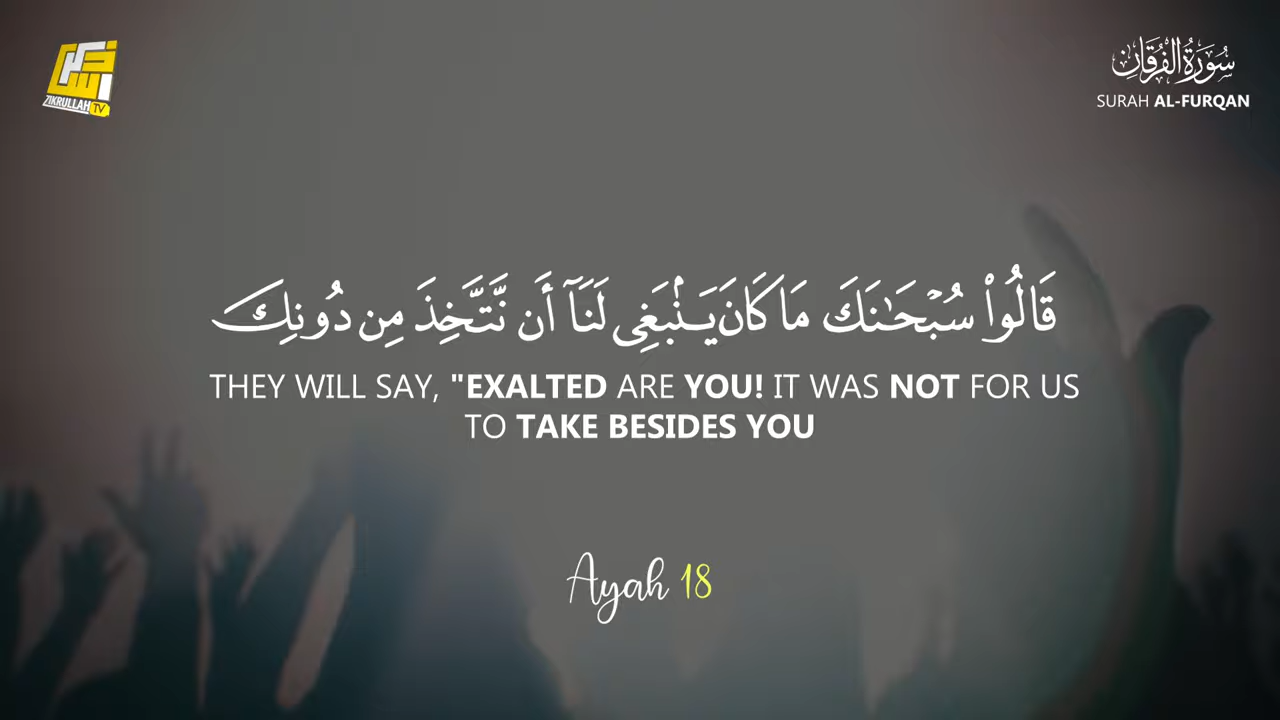 ZIKRULLAH TV
سُورَةُ الفُرْقَان
SURAH AL-FURQAN
قَالُوا۟ سُبْحَـٰنَكَ مَا كَانَ يَنۢبَغِى لَنَآ أَن نَّتَّخِذَ مِن دُونِكَ
THEY WILL SAY, "EXALTED ARE YOU! IT WAS NOT FOR US
TO TAKE BESIDES YOU
Ayah 18